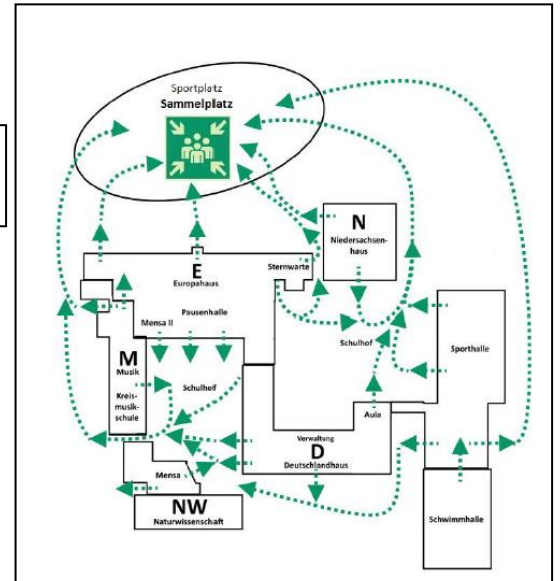 Sportplatz
Sammelplatz
N
Niedersachsen-
haus
E
Europahaus
Sternwarte
Pausenhalle
Mensa II
Schulhof
Sporthalle
M
Musik
Kreis-
musik-
schule
Schulhof
Aula
Verwaltung
D
Deutschlandhaus
Mensa
NW
Naturwissenschaft
Schwimmhalle